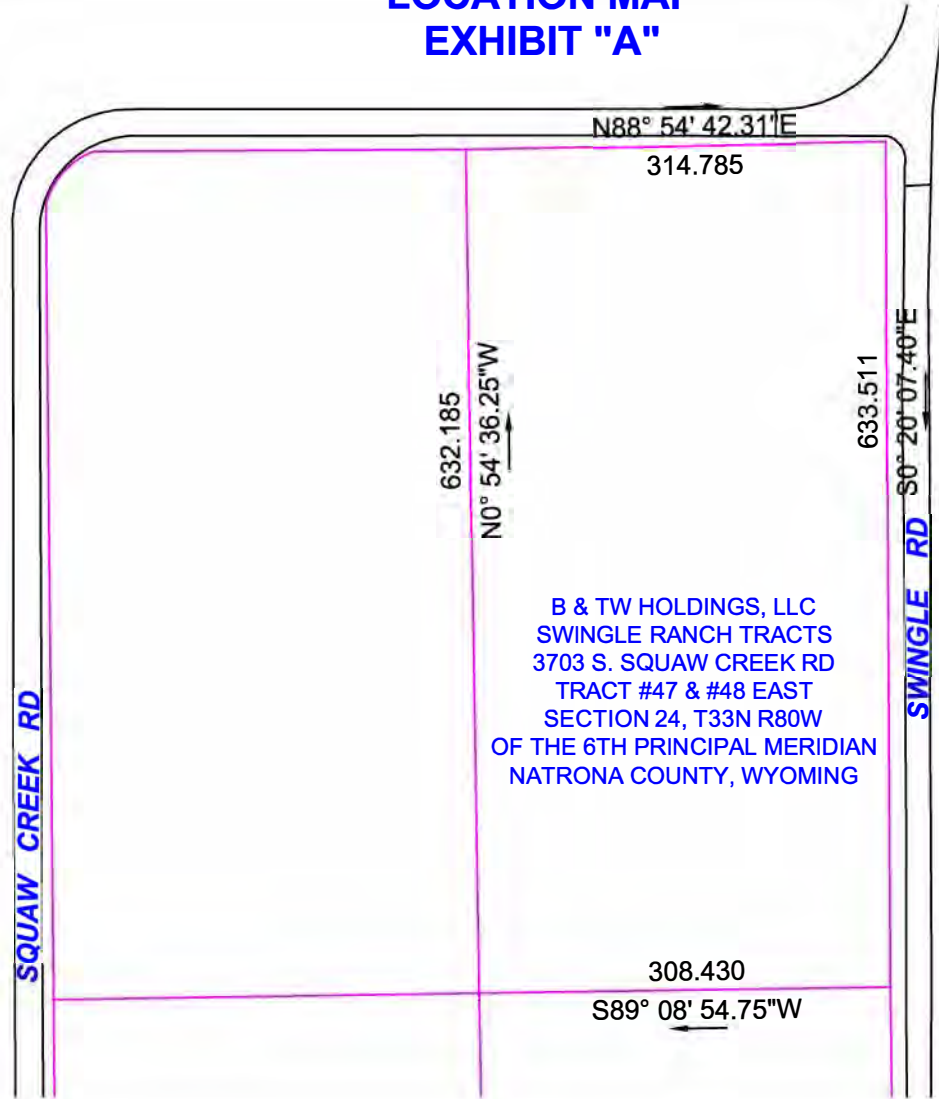 LOCATION MAP
EXHIBIT "A"
N88° 54' 42.31"E
314.785
632.185
N0° 54' 36.25"W
633.511
S0° 20' 07.40"E
B & TW HOLDINGS, LLC
SWINGLE RANCH TRACTS
3703 S. SQUAW CREEK RD
TRACT #47 & #48 EAST
SECTION 24, T33N R80W
OF THE 6TH PRINCIPAL MERIDIAN
NATRONA COUNTY, WYOMING
SWINGLE RD
SQUAW CREEK RD
308.430
S89° 08' 54.75"W